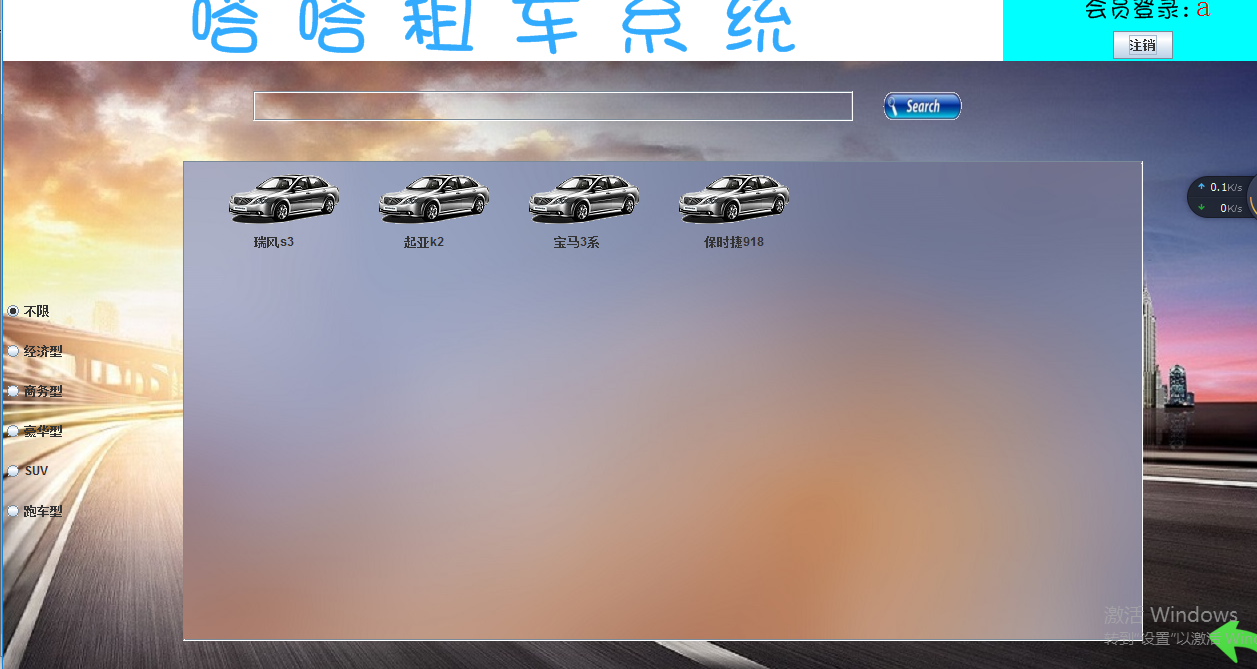 哈哈租车系统
会员登录:a
注销
Search
↑ 0.1K/s
↓ 0K/s
瑞风s3 起亚k2 宝马3系 保时捷918
不限
经济型
商务型
豪华型
SUV
跑车型
激活 Windows
转到"设置"以激活